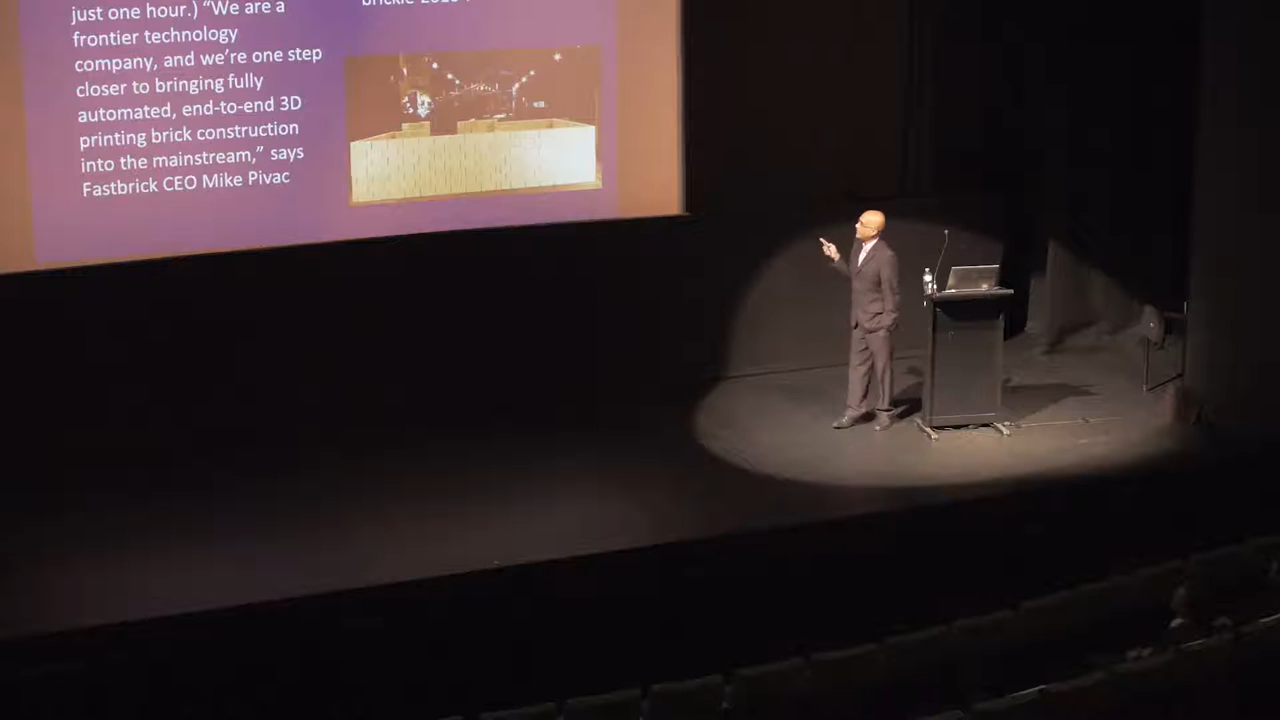 just one hour.) “We are a
frontier technology
company, and we’re one step
closer to bringing fully
automated, end-to-end 3D
printing brick construction
into the mainstream,” says
Fastbrick CEO Mike Pivac